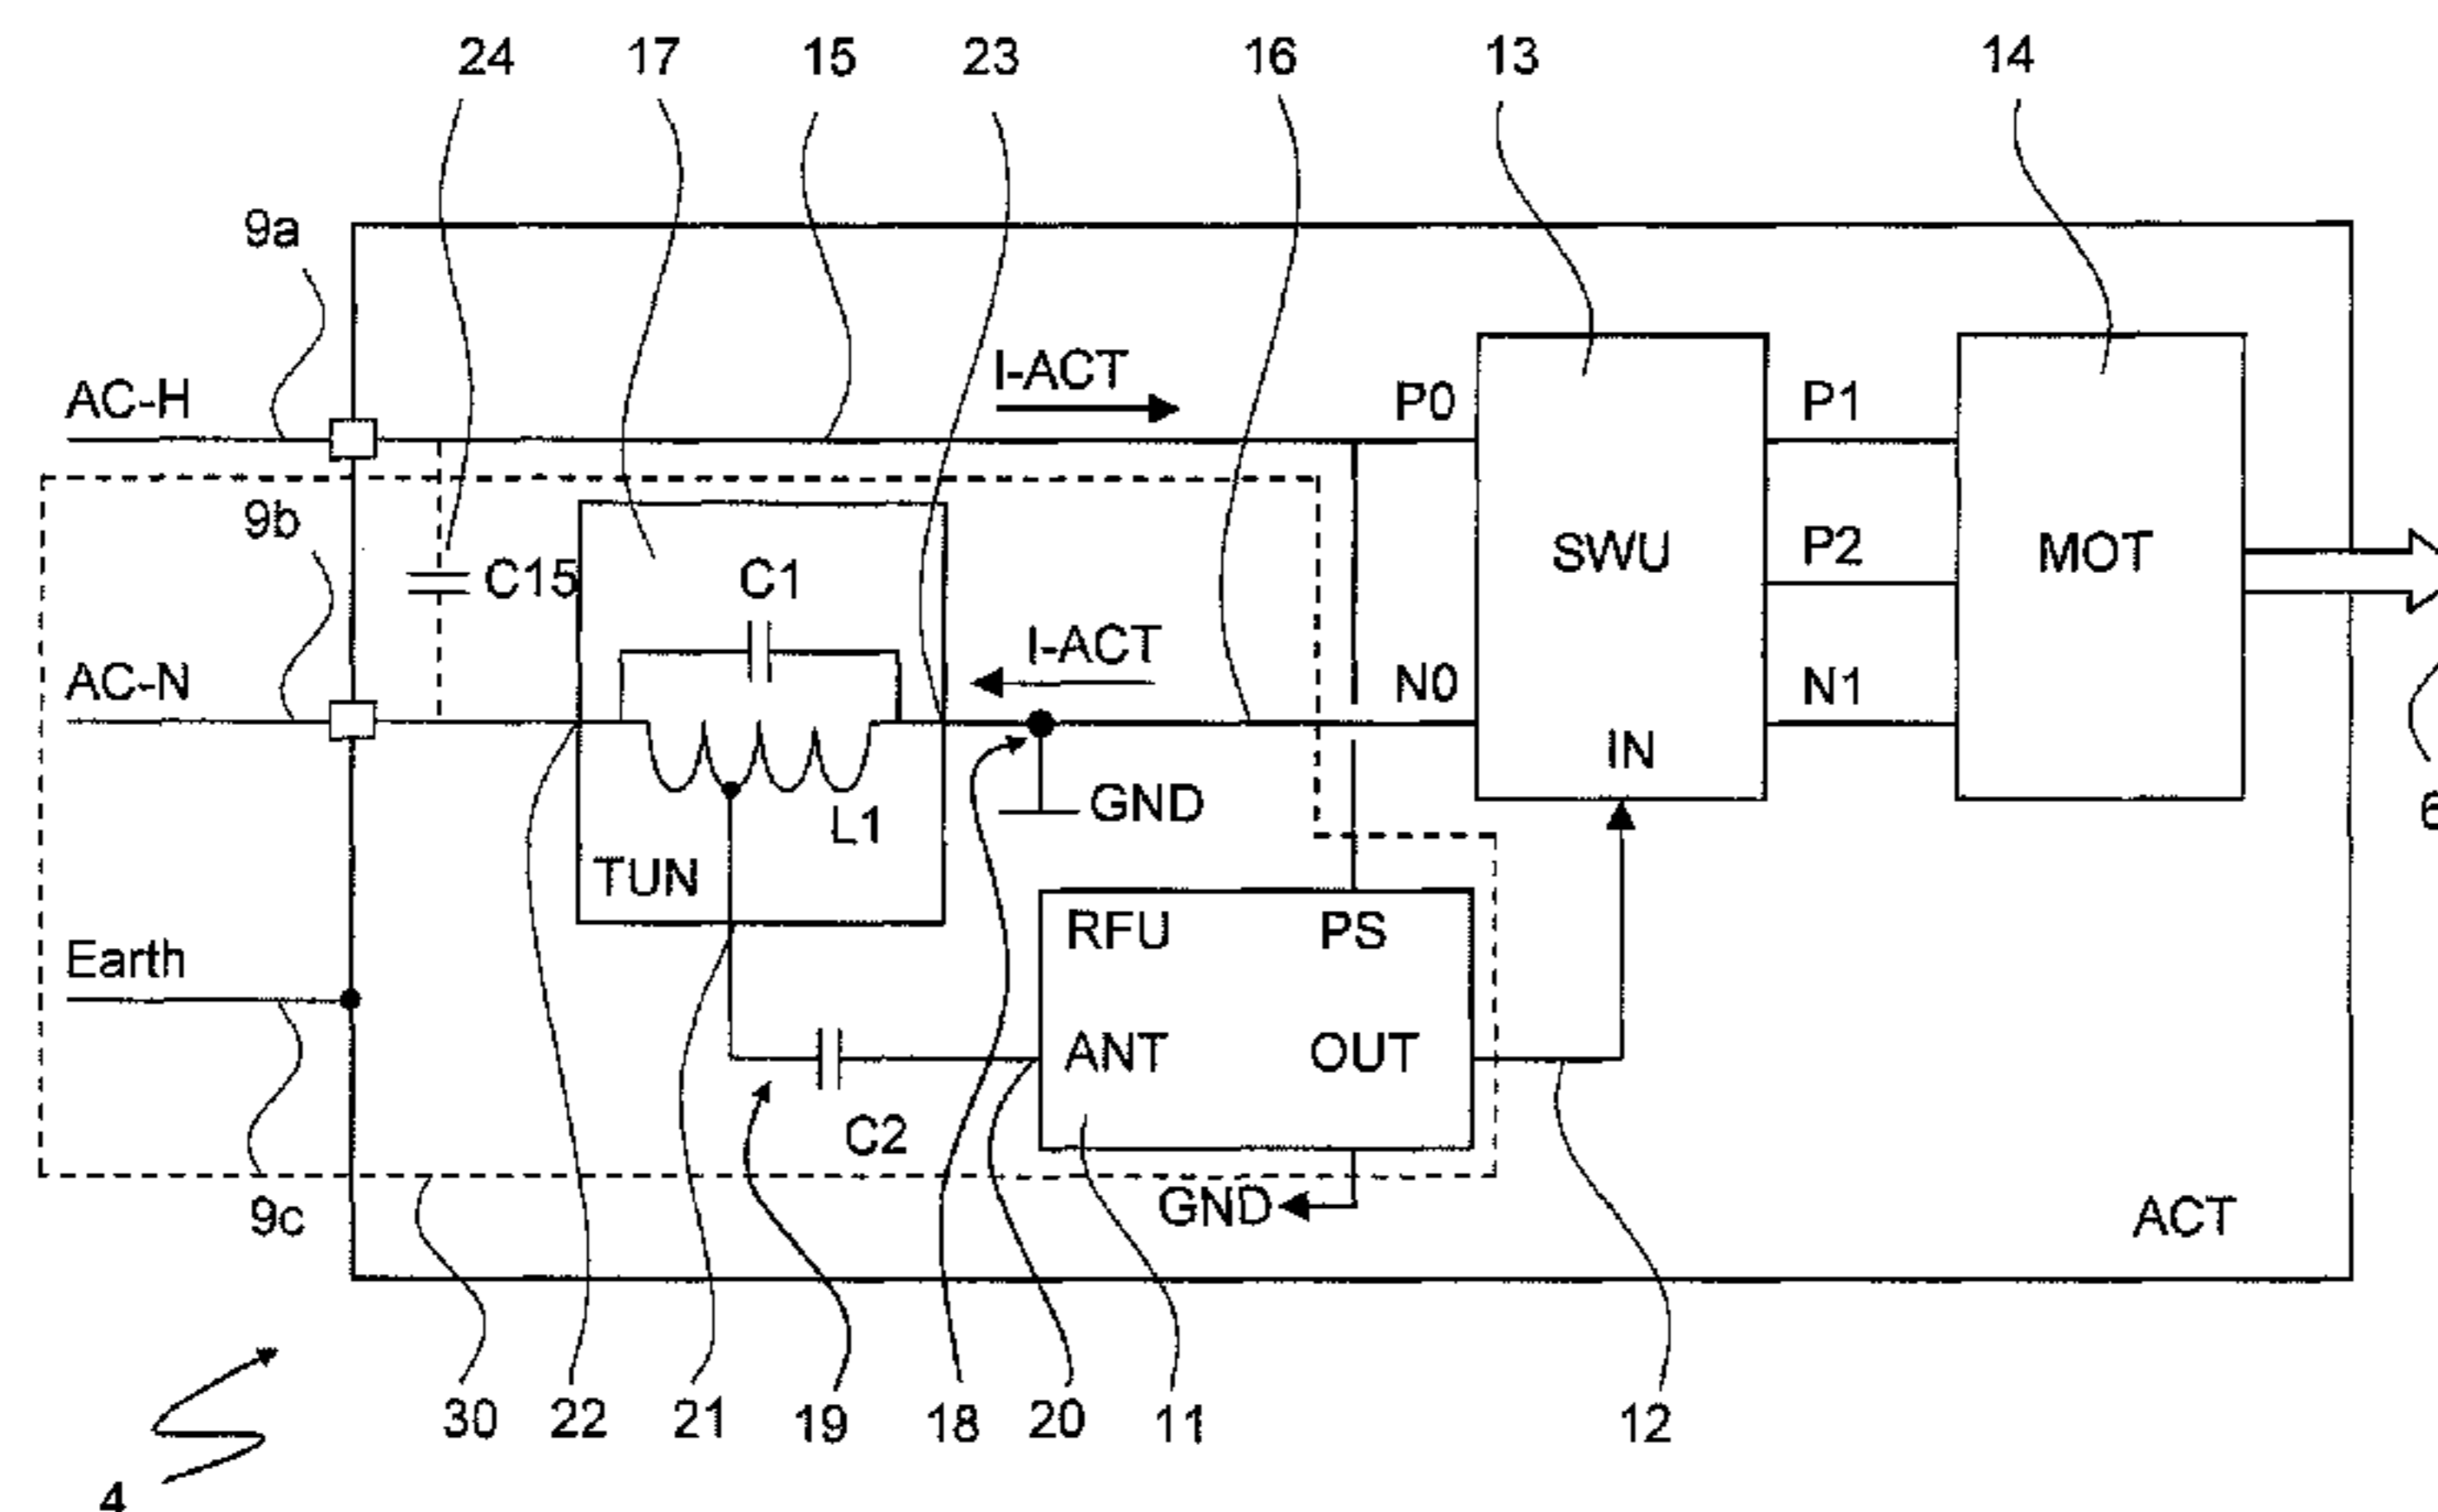 24 17 15 23 16 13 14
9a
I-ACT
AC-H P0 P1
9b
C15 C1 SWU P2 MOT
I-ACT
AC-N N0 N1
IN
GND
L1
TUN
RFU PS
Earth
ANT OUT
C2
9c GND ACT
30 22 21 19 18 20 11 12
4